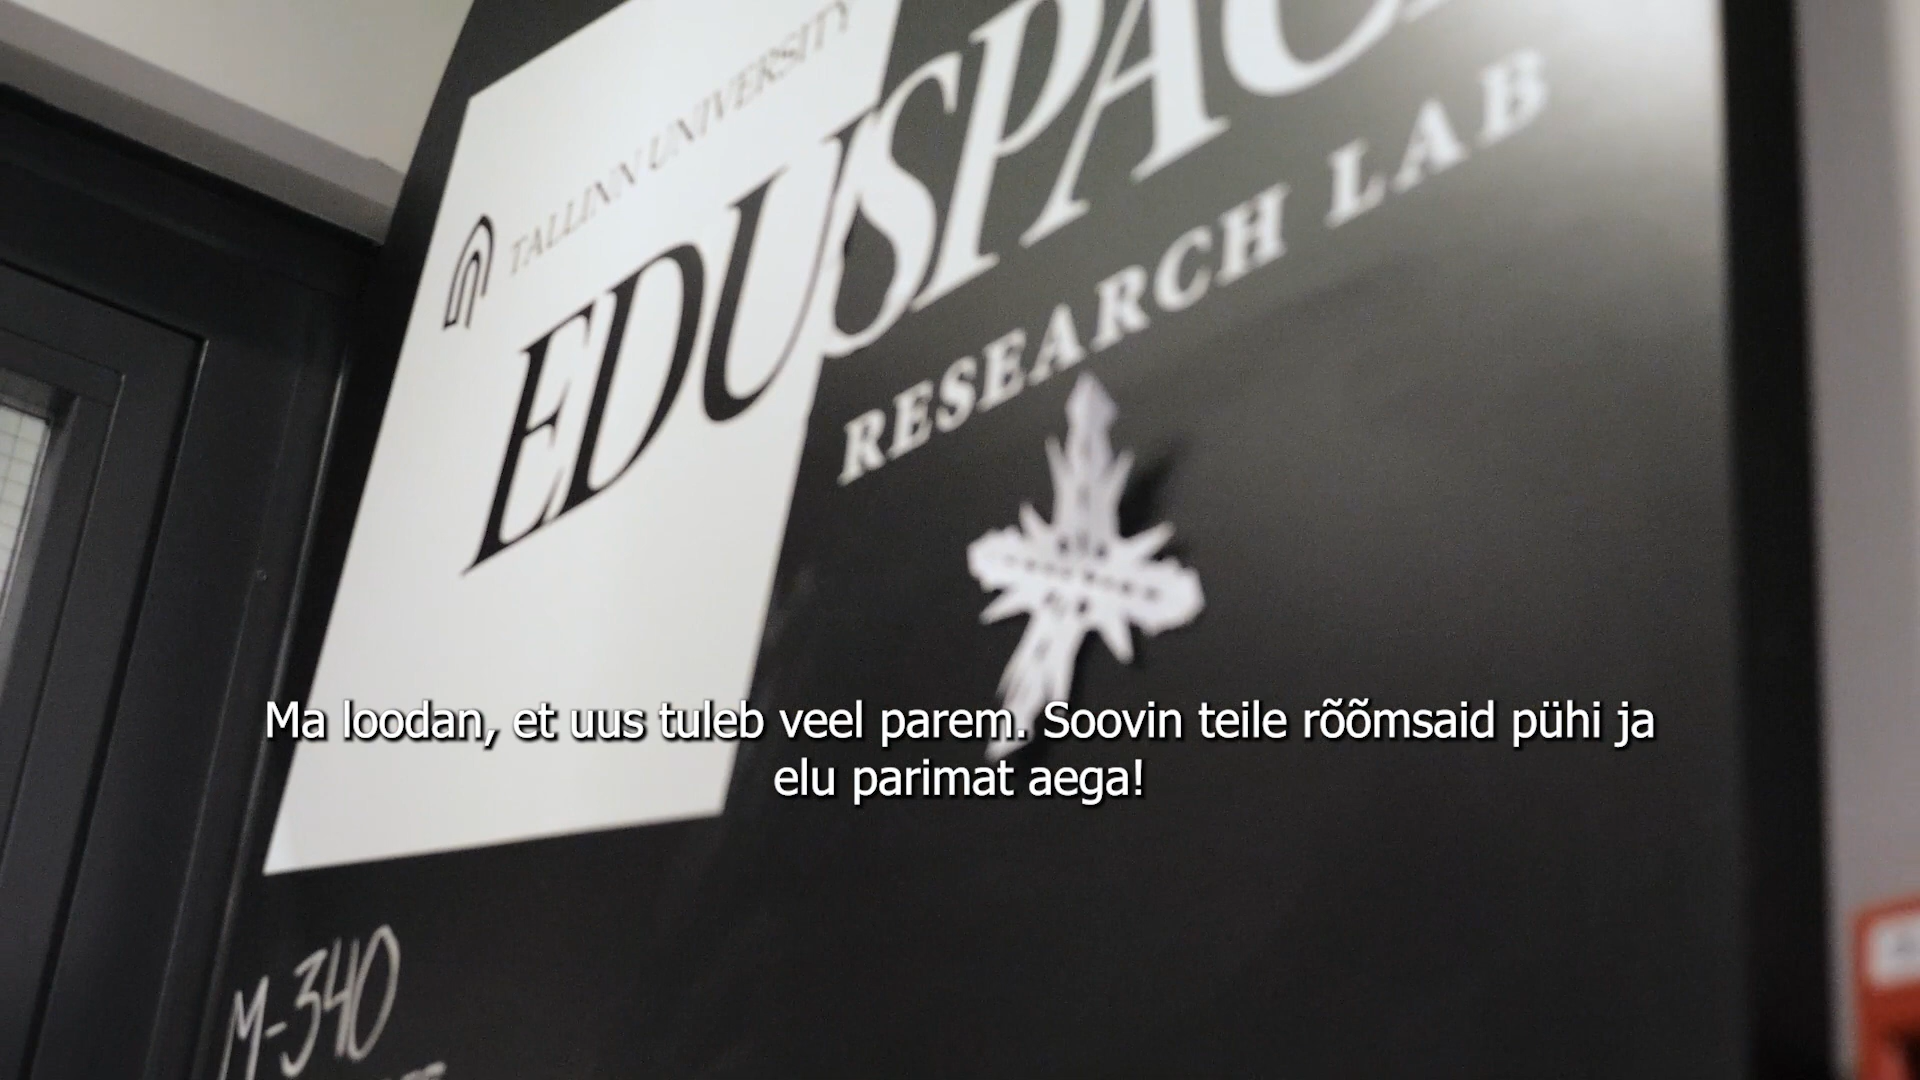 TALLINN UNIVERSITY
EDUSPAC
RESEARCH LAB
Ma loodan, et uus tuleb veel parem. Soovin teile rõõmsaid pühi ja
elu parimat aega!
M-340